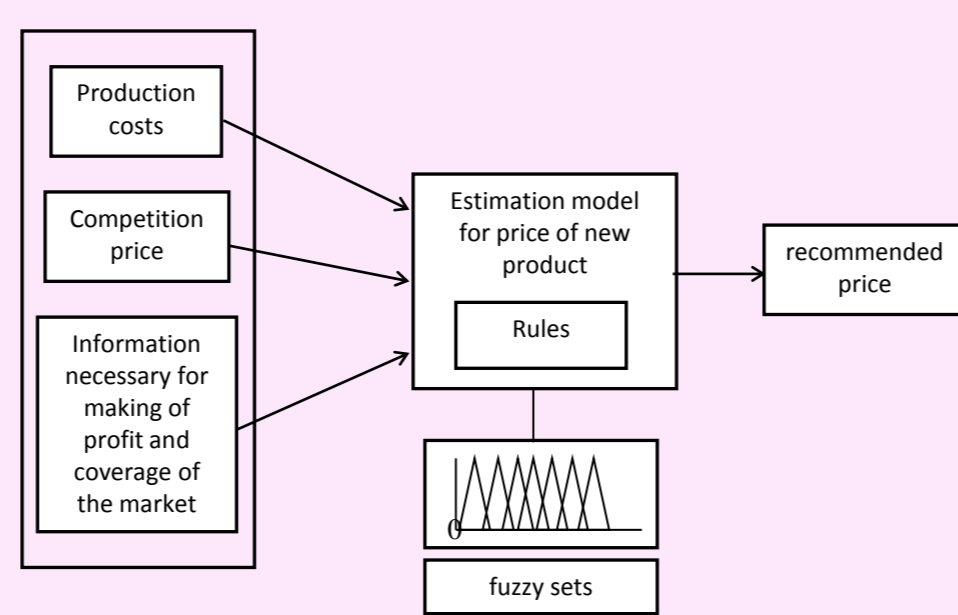 Production
costs
Competition
price
Information
necessary for
making of
profit and
coverage of
the market
Estimation model
for price of new
product
Rules
0
fuzzy sets
recommended
price